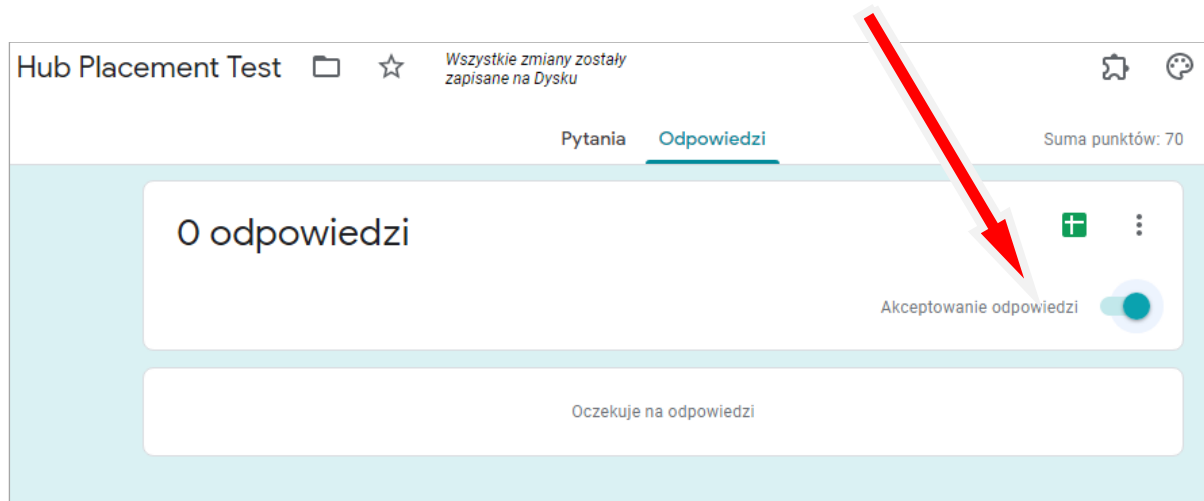 Hub Placement Test
Wszystkie zmiany zostały
zapisane na Dysku
Pytania Odpowiedzi Suma punktów: 70
0 odpowiedzi
Akceptowanie odpowiedzi
Oczekuje na odpowiedzi